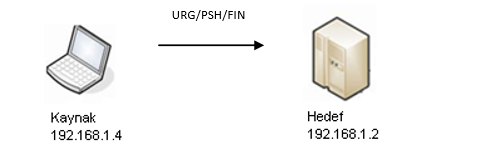 URG/PSH/FIN
Kaynak
192.168.1.4
Hedef
192.168.1.2